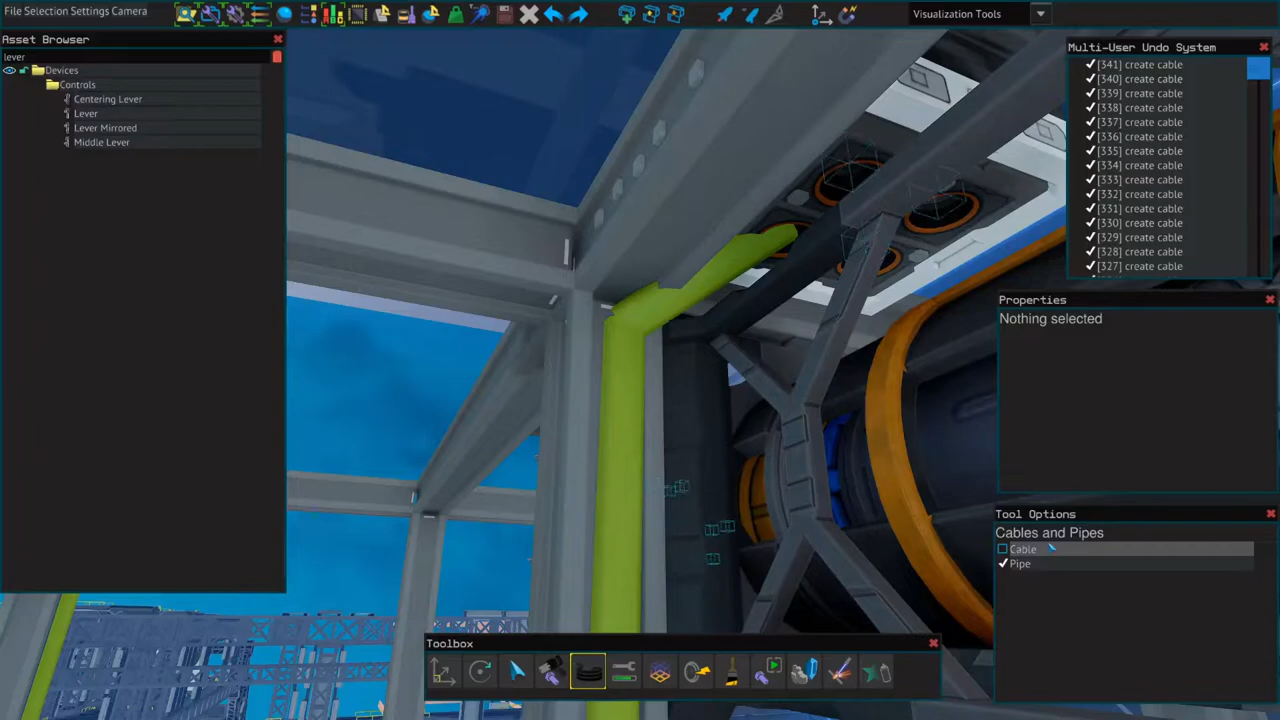 File Selection Settings Camera
Visualization Tools
Asset Browser
lever
Devices
Controls
Centering Lever
Lever
Lever Mirrored
Middle Lever
Multi-User Undo System
[341] create cable
[340] create cable
[339] create cable
[338] create cable
[337] create cable
[336] create cable
[335] create cable
[334] create cable
[333] create cable
[332] create cable
[331] create cable
[330] create cable
[329] create cable
[328] create cable
[327] create cable
Properties
Nothing selected
Tool Options
Cables and Pipes
Cable
Pipe
Toolbox